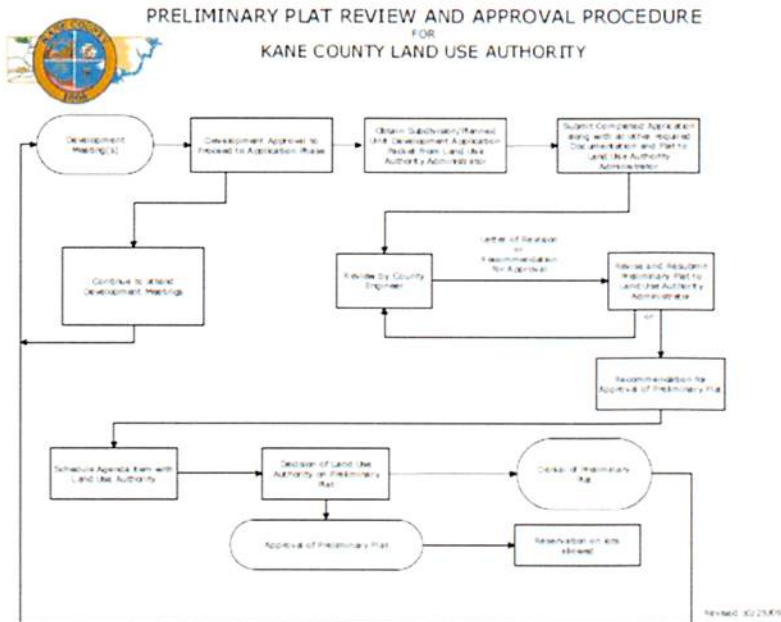 PRELIMINARY PLAT REVIEW AND APPROVAL PROCEDURE
FOR
KANE COUNTY LAND USE AUTHORITY
KANE COUNTY
Development
Meeting(s)
Development Approval to
Proceed to Application Phase
Obtain Subdivision/Planned
Unit Development Application
Packet from Land Use
Authority Administrator
Submit Completed Application
along with all other required
Documentation and Plat to
Land Use Authority
Administrator
Continue to attend
Development Meetings
Review by County
Engineer
Letter of Revision
or
Recommendation
for Approval
Revise and Resubmit
Preliminary Plat to
Land Use Authority
Administrator
or
Recommendation for
Approval of Preliminary Plat
Schedule Agenda Item with
Land Use Authority
Decision of Land Use
Authority on Preliminary
Plat
Denial of Preliminary
Plat
Approval of Preliminary Plat
Reservation on lots
allowed
Revised